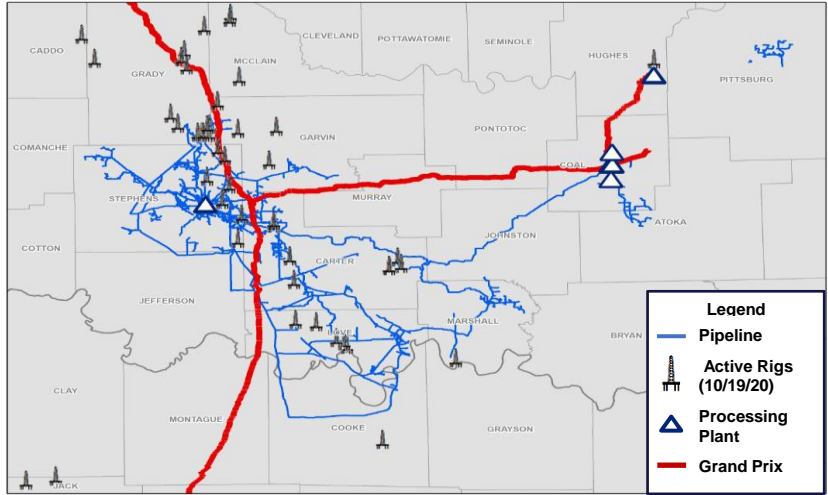 CLEVELAND
POTTAWATOMIE
SEMINOLE
HUGHES
CADDO
MCCLAIN
GRADY
PITTSBURG
PONTOTOC
GARVIN
COMANCHE
COAL
STEPHENS
MURRAY
ATOKA
JOHNSTON
COTTON
CARTER
JEFFERSON
MARSHALL
LOVE
BRYAN
CLAY
MONTAGUE
COOKE
GRAYSON
JACK
Legend
Pipeline
Active Rigs
(10/19/20)
Processing
Plant
Grand Prix